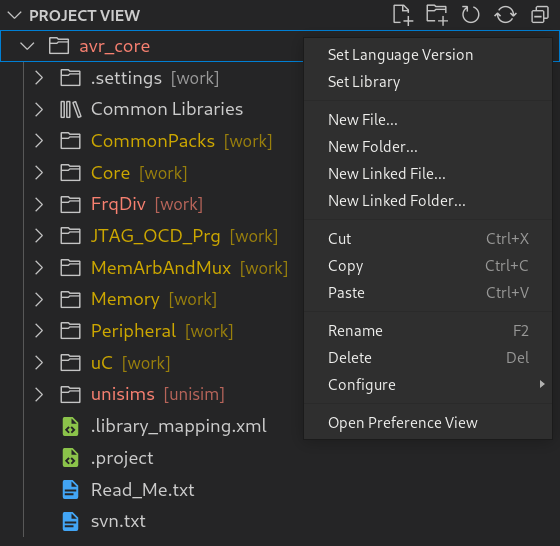 PROJECT VIEW
avr_core
.settings [work]
Common Libraries
CommonPacks [work]
Core [work]
FrqDiv [work]
JTAG_OCD_Prg [work]
MemArbAndMux [work]
Memory [work]
Peripheral [work]
uC [work]
unisims [unisim]
.library_mapping.xml
.project
Read_Me.txt
svn.txt
Set Language Version
Set Library
New File...
New Folder...
New Linked File...
New Linked Folder...
Cut Ctrl+X
Copy Ctrl+C
Paste Ctrl+V
Rename F2
Delete Del
Configure
Open Preference View